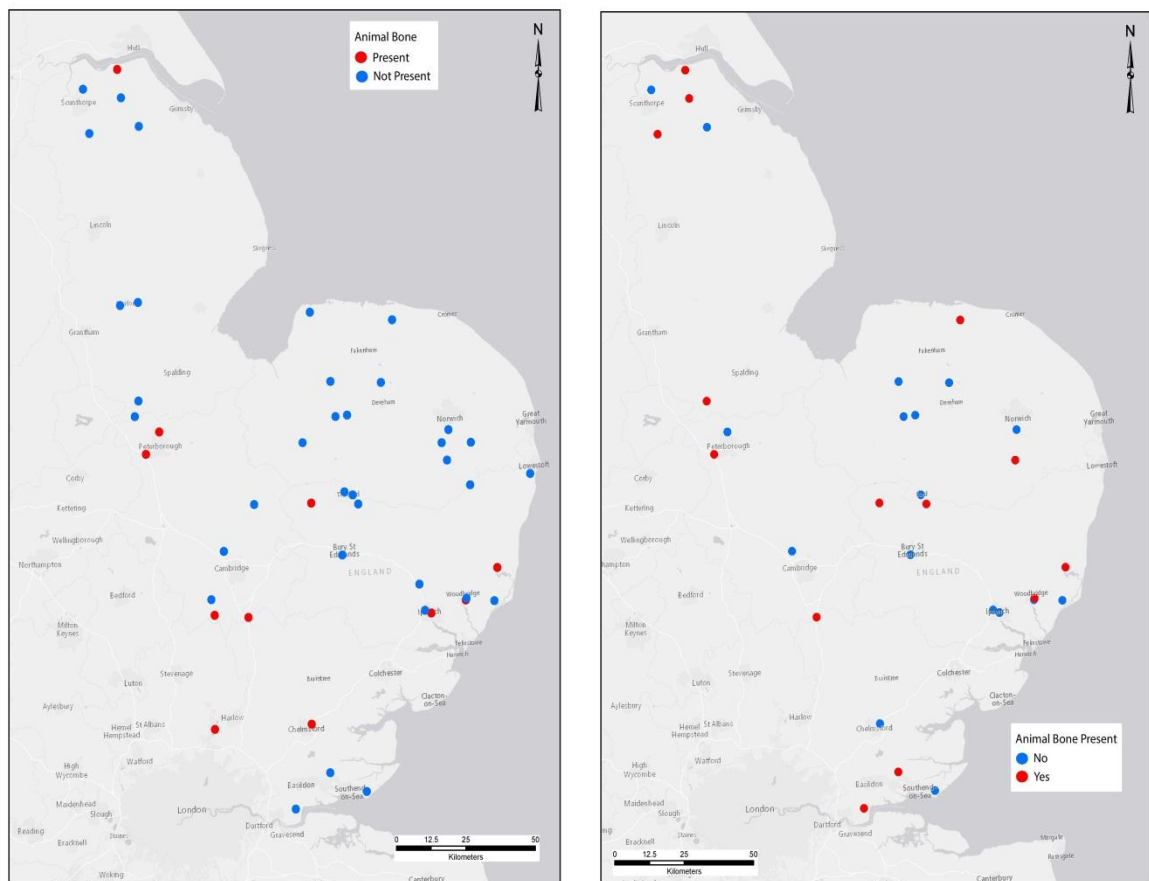 Animal Bone
Present
Not Present
N
Hull
Scunthorpe
Grimsby
Lincoln
Skegness
Grantham
Spalding
Cromer
Fakenham
Dereham
Norwich
Great
Yarmouth
Lowestoft
Peterborough
Corby
Kettering
Wellingborough
Northampton
Bedford
Cambridge
Bury St
Edmunds
ENGLAND
Woodbridge
Ipswich
Felixstowe
Harwich
Milton
Keynes
Stevenage
Luton
Braintree
Colchester
Clacton
on-Sea
Aylesbury
Hemel
Hempstead
St Albans
Harlow
Chelmsford
Watford
High
Wycombe
Basildon
Southend
on-Sea
Maidenhead
Slough
London
Dartford
Gravesend
Reading
Staines
Bracknell
Woking
Canterbury
0 12.5 25 50
Kilometers
N
Hull
Scunthorpe
Grimsby
Lincoln
Skegness
Grantham
Spalding
Cromer
Fakenham
Dereham
Norwich
Great
Yarmouth
Lowestoft
Peterborough
Corby
Kettering
Wellingborough
hampton
Bedford
Cambridge
Bury St
Edmunds
ENGLAND
Woodbridge
Ipswich
Felixstowe
Harwich
Milton
Keynes
Stevenage
Luton
Braintree
Colchester
Clacton
on-Sea
Aylesbury
Hemel
Hempstead
St Albans
Harlow
Chelmsford
Watford
High
Wycombe
Basildon
Southend
on-Sea
Maidenhead
Slough
London
Dartford
Gravesend
Reading
Staines
Bracknell
Woking
Margate
Ramsgate
Canterbury
Animal Bone Present
No
Yes
0 12.5 25 50
Kilometers